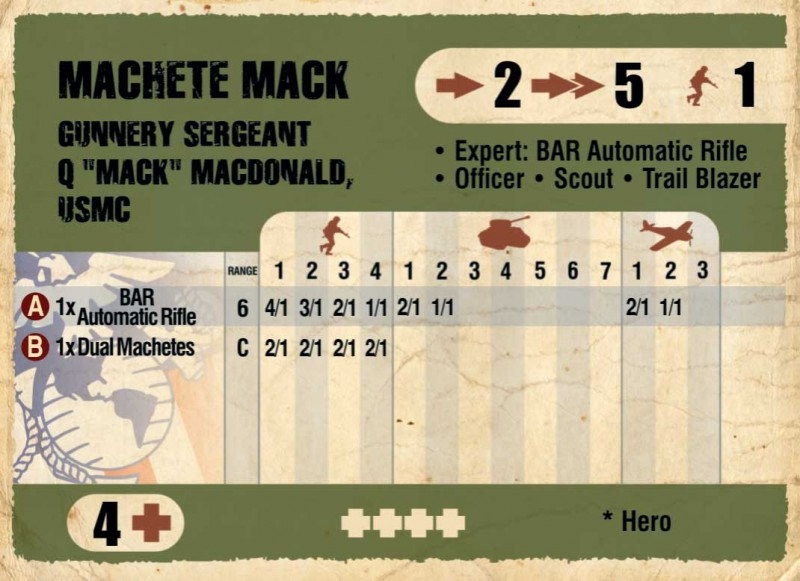 MACHETE MACK
GUNNERY SERGEANT
Q "MACK" MACDONALD,
USMC
2 5 1
• Expert: BAR Automatic Rifle
• Officer • Scout • Trail Blazer
RANGE 1 2 3 4 1 2 3 4 5 6 7 1 2 3
A 1x BAR Automatic Rifle 6 4/1 3/1 2/1 1/1 2/1 1/1 2/1 1/1
B 1x Dual Machetes C 2/1 2/1 2/1 2/1
4
* Hero